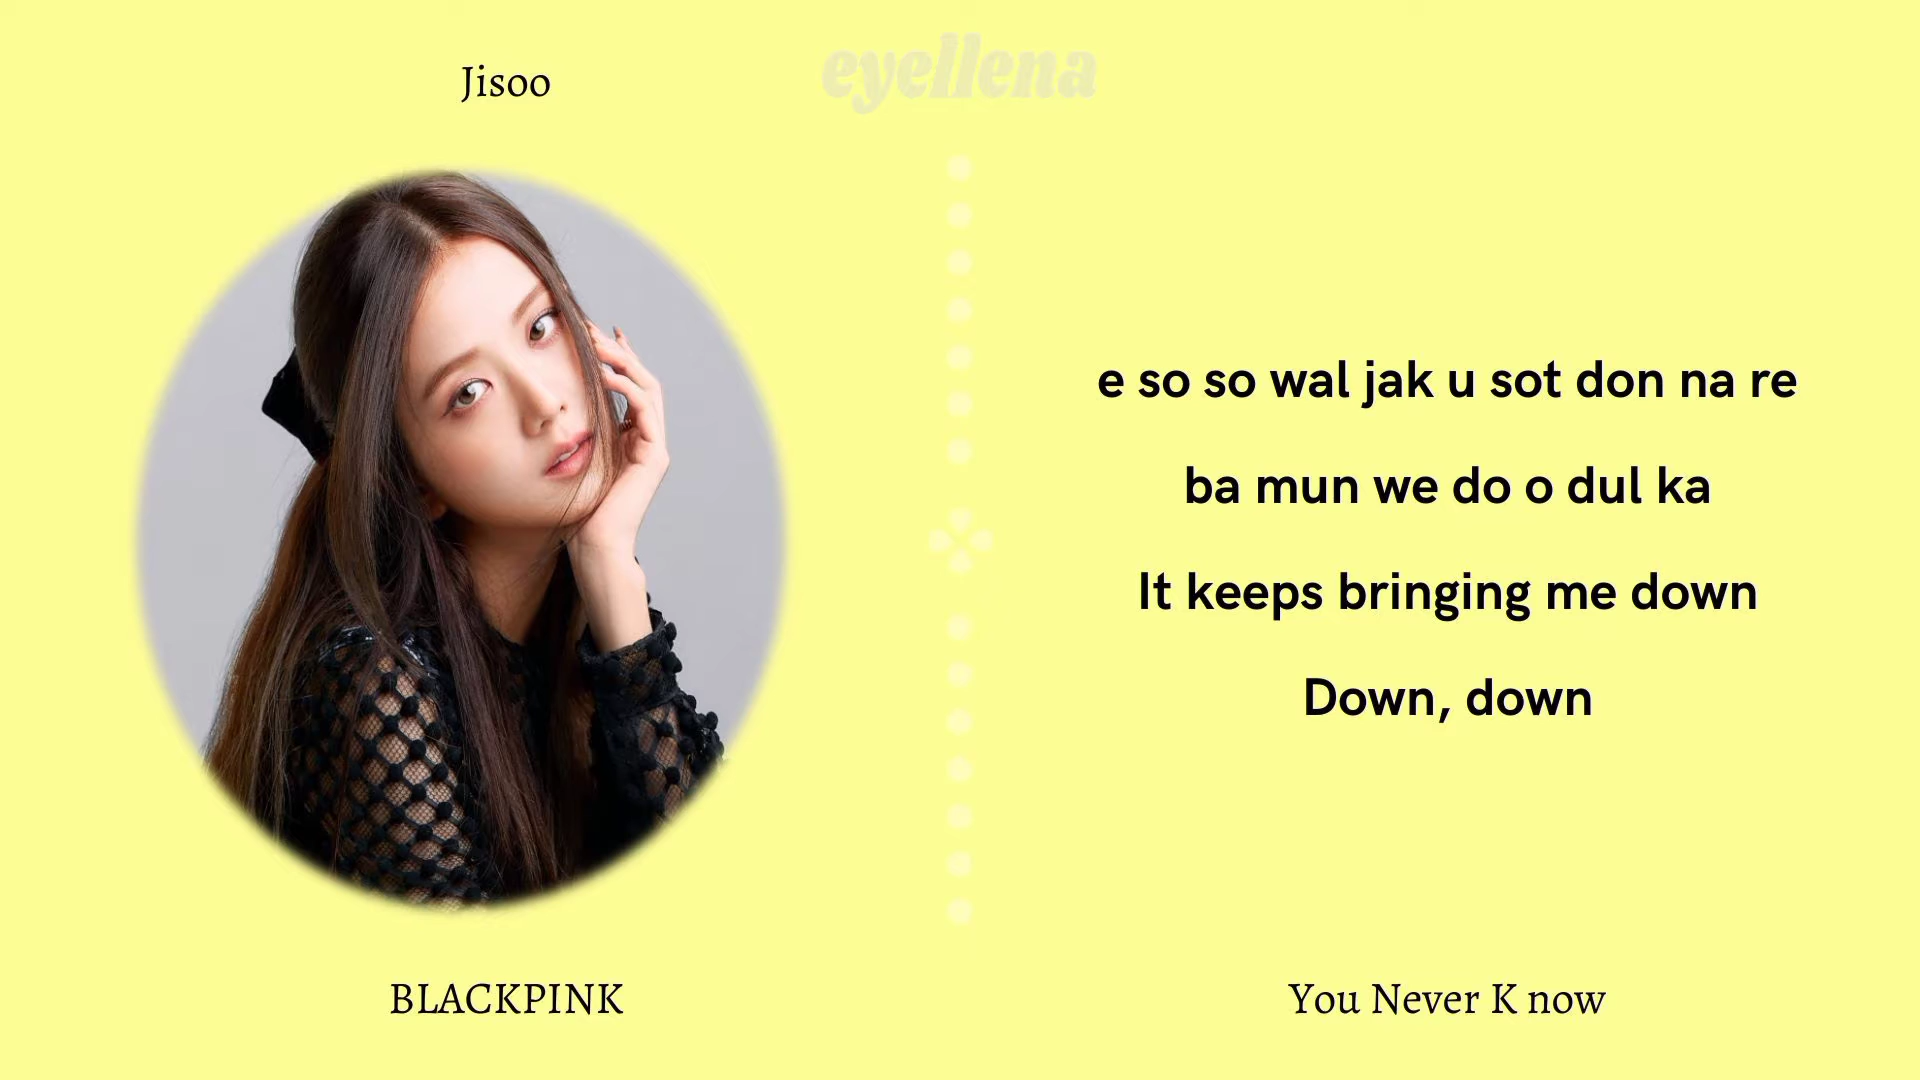 Jisoo
eyellena
e so so wal jak u sot don na re
ba mun we do o dul ka
It keeps bringing me down
Down, down
BLACKPINK
You Never K now